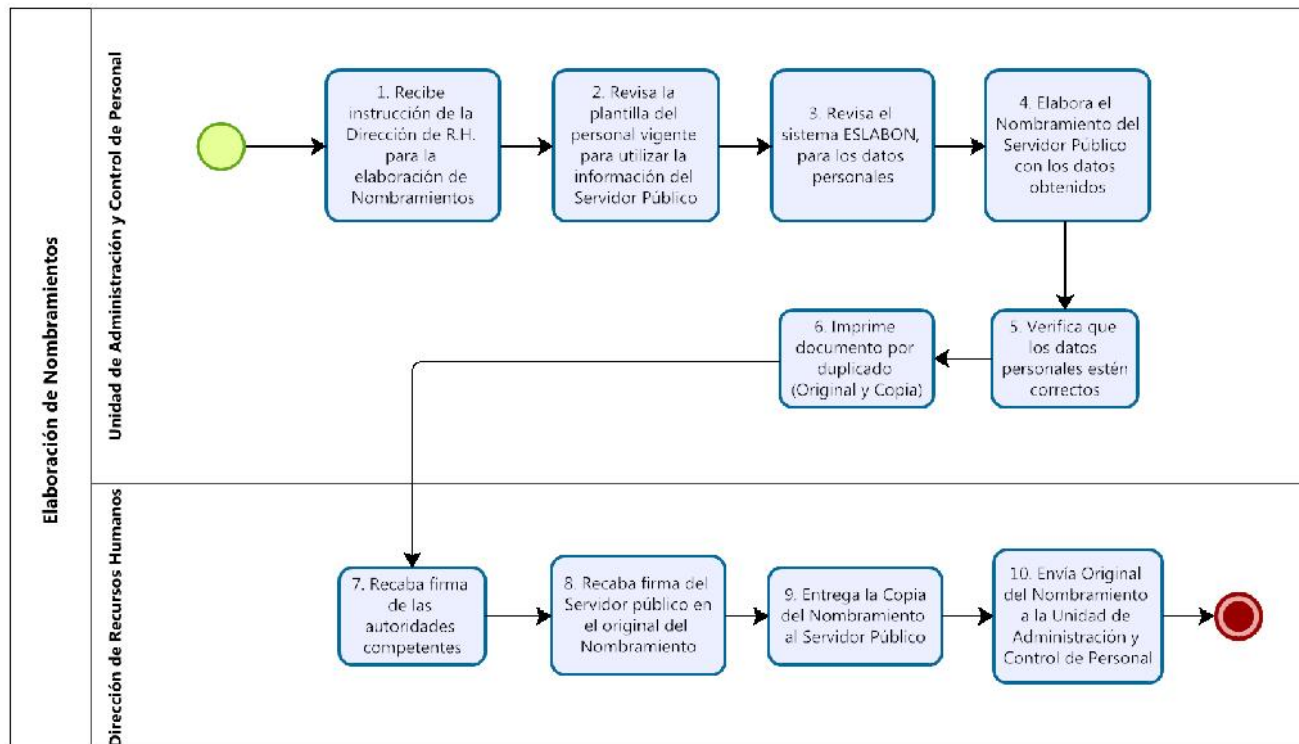 Elaboración de Nombramientos
Unidad de Administración y Control de Personal
1. Recibe
instrucción de la
Dirección de R.H.
para la
elaboración de
Nombramientos
2. Revisa la
plantilla del
personal vigente
para utilizar la
información del
Servidor Público
3. Revisa el
sistema ESLABON,
para los datos
personales
4. Elabora el
Nombramiento del
Servidor Público
con los datos
obtenidos
5. Verifica que
los datos
personales estén
correctos
6. Imprime
documento por
duplicado
(Original y Copia)
Dirección de Recursos Humanos
7. Recaba firma
de las
autoridades
competentes
8. Recaba firma del
Servidor público en
el original del
Nombramiento
9. Entrega la Copia
del Nombramiento
al Servidor Público
10. Envía Original
del Nombramiento
a la Unidad de
Administración y
Control de Personal